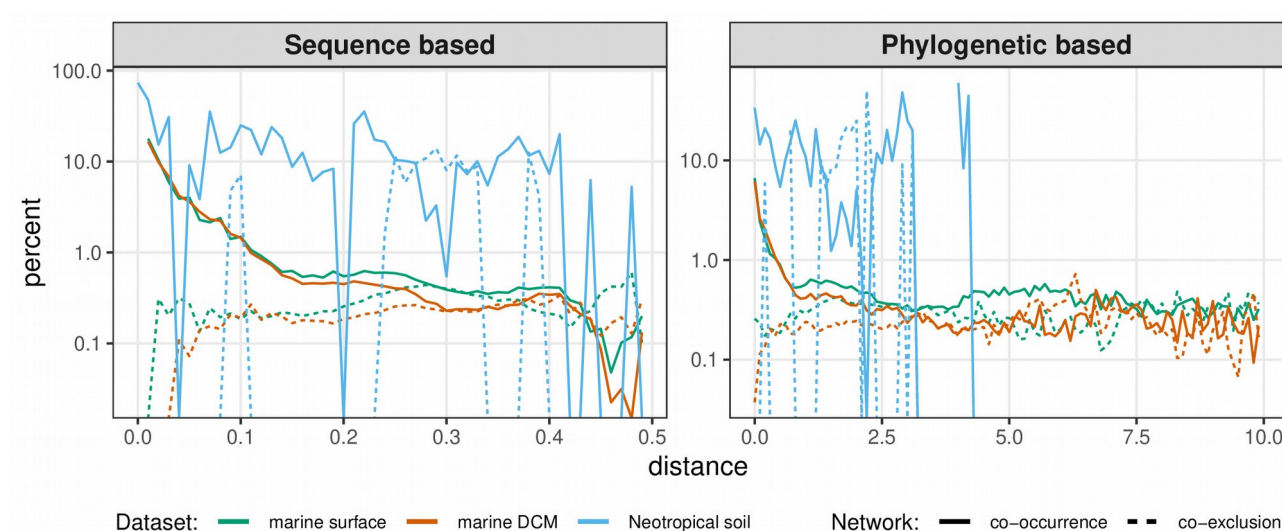 Sequence based
Phylogenetic based
percent
100.0
10.0
1.0
0.1
10.0
1.0
0.1
0.0 0.1 0.2 0.3 0.4 0.5
0.0 2.5 5.0 7.5 10.0
distance
Dataset: marine surface marine DCM Neotropical soil Network: co-occurrence co-exclusion